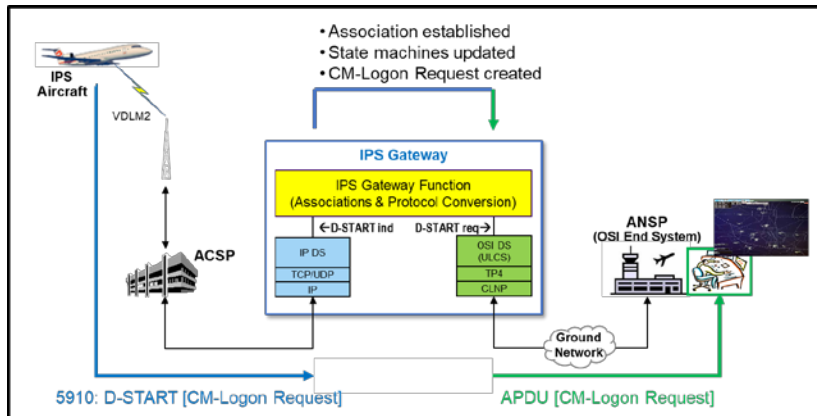 • Association established
• State machines updated
• CM-Logon Request created
IPS
Aircraft
VDLM2
IPS Gateway
IPS Gateway Function
(Associations & Protocol Conversion)
←D-START ind
D-START req→
ACSP
IP DS
TCP/UDP
IP
OSI DS
(ULCS)
TP4
CLNP
ANSP
(OSI End System)
Ground
Network
5910: D-START [CM-Logon Request]
APDU [CM-Logon Request]